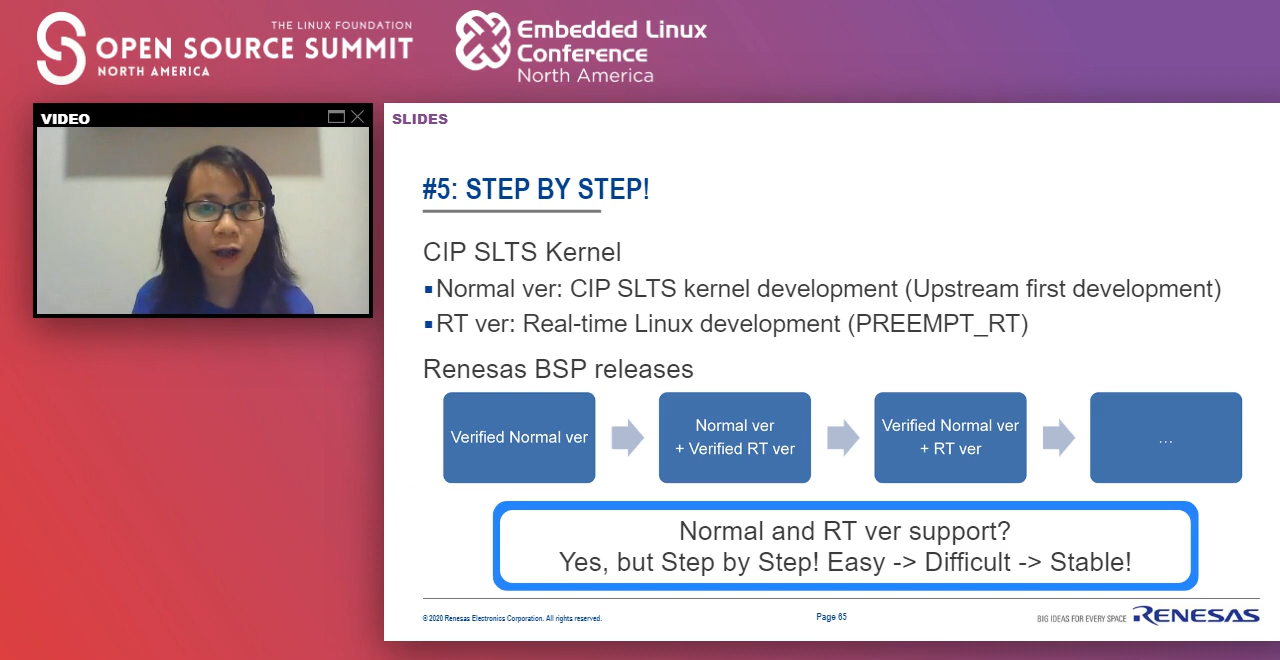 THE LINUX FOUNDATION
OPEN SOURCE SUMMIT
NORTH AMERICA
Embedded Linux
Conference
North America
VIDEO
SLIDES
#5: STEP BY STEP!
CIP SLTS Kernel
▪Normal ver: CIP SLTS kernel development (Upstream first development)
▪RT ver: Real-time Linux development (PREEMPT_RT)
Renesas BSP releases
Verified Normal ver
Normal ver
+ Verified RT ver
Verified Normal ver
+ RT ver
...
Normal and RT ver support?
Yes, but Step by Step! Easy -> Difficult -> Stable!
© 2020 Renesas Electronics Corporation. All rights reserved.
Page 65
BIG IDEAS FOR EVERY SPACE RENESAS